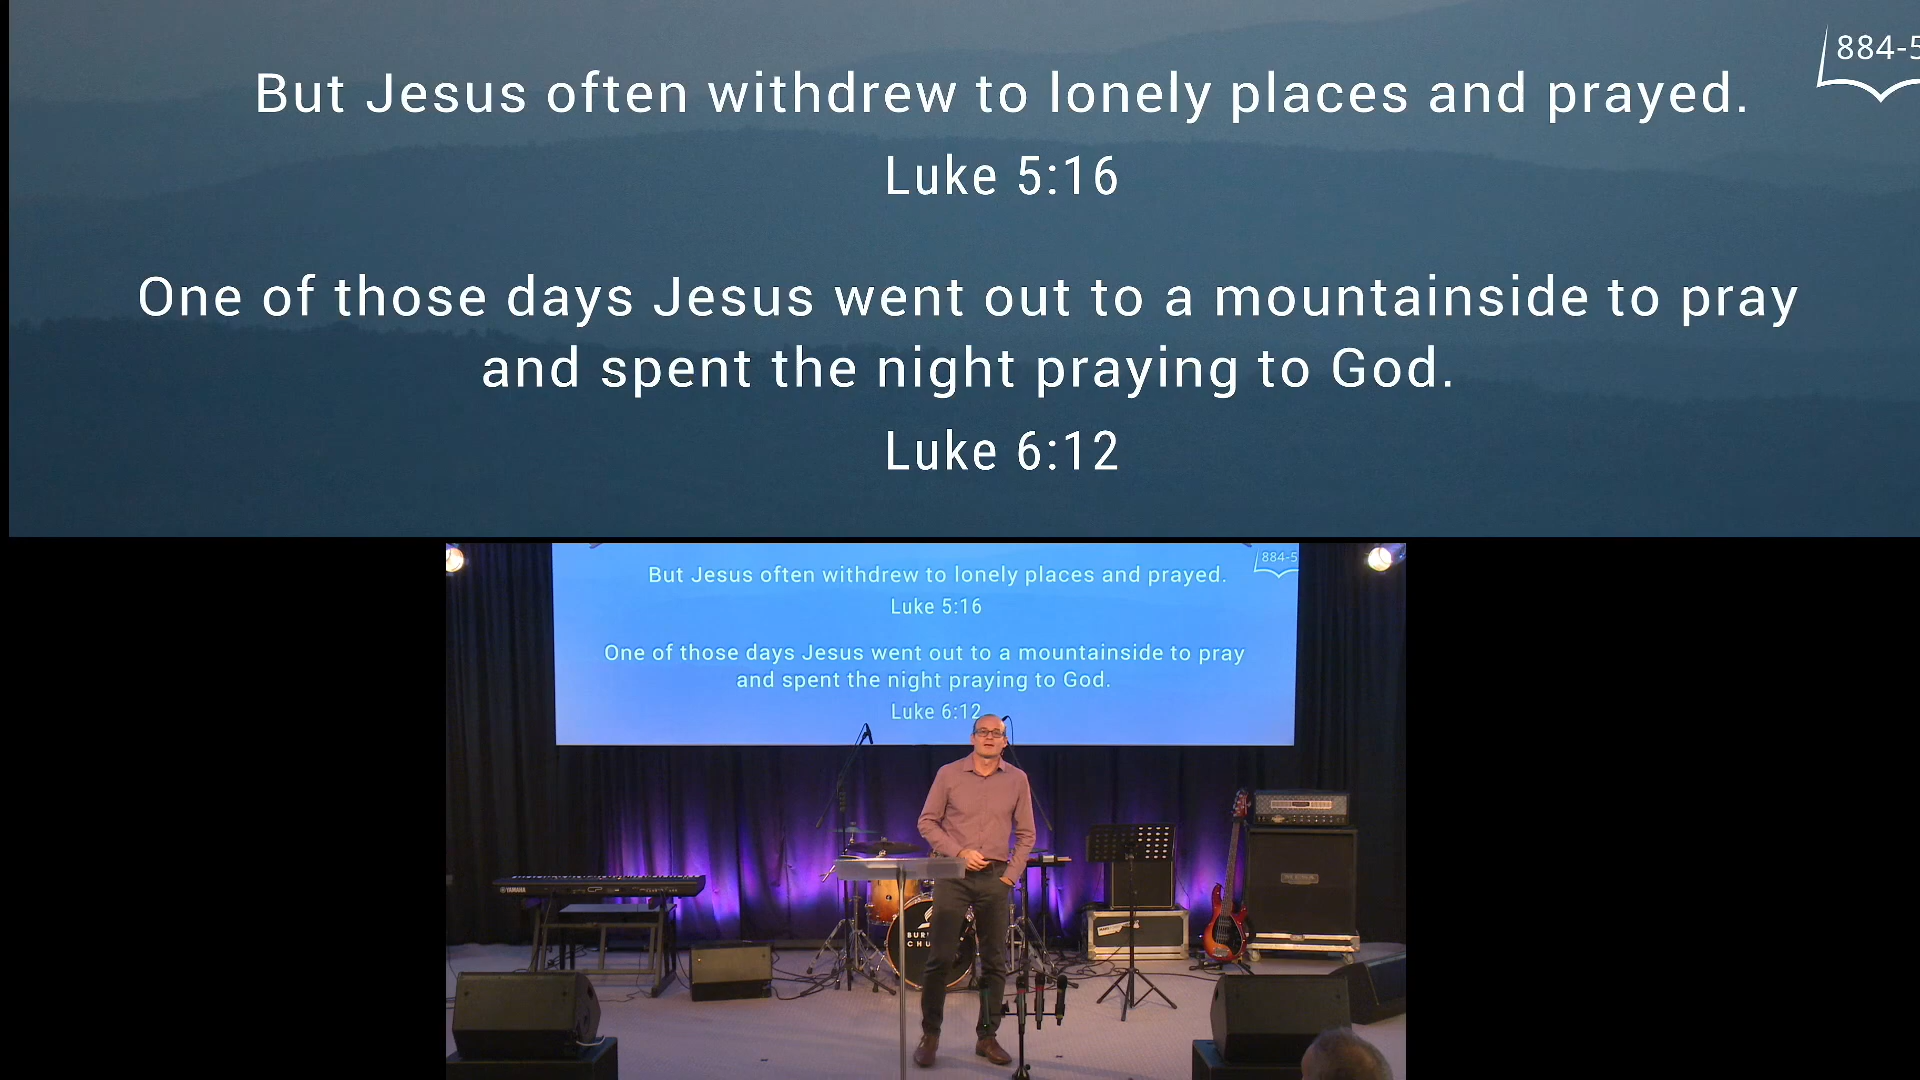 884-5
But Jesus often withdrew to lonely places and prayed.
Luke 5:16
One of those days Jesus went out to a mountainside to pray
and spent the night praying to God.
Luke 6:12
884-5
But Jesus often withdrew to lonely places and prayed.
Luke 5:16
One of those days Jesus went out to a mountainside to pray
and spent the night praying to God.
Luke 6:12
YAMAHA